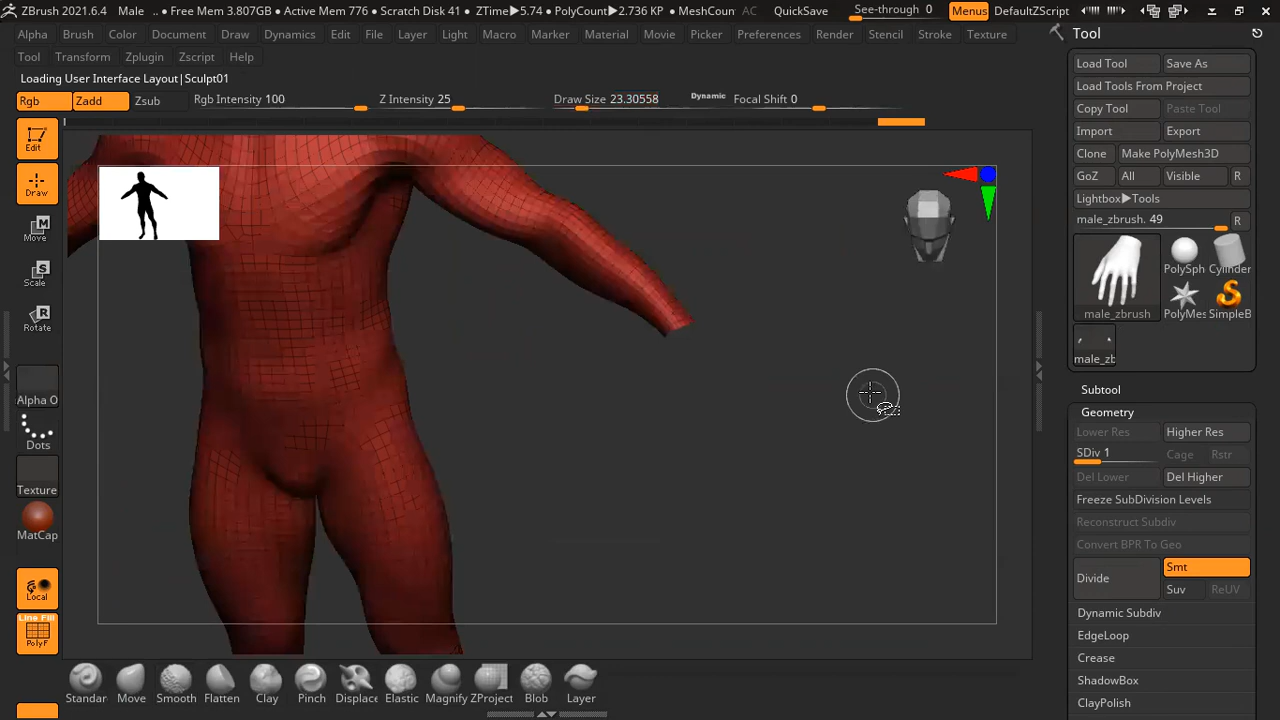 ZBrush 2021.6.4 Male .. • Free Mem 3.807GB • Active Mem 776 • Scratch Disk 41 • ZTime▶5.74 • PolyCount▶2.736 KP • MeshCoun AC QuickSave See-through 0 Menus DefaultZScript
Alpha Brush Color Document Draw Dynamics Edit File Layer Light Macro Marker Material Movie Picker Preferences Render Stencil Stroke Texture
Tool Transform Zplugin Zscript Help
Loading User Interface Layout|Sculpt01
Rgb Zadd Zsub Rgb Intensity 100 Z Intensity 25 Draw Size 23.30558 Dynamic Focal Shift 0
Edit
Draw
M
Move
S
Scale
R
Rotate
Alpha O
Dots
Texture
MatCap
Local
Line Fill
PolyF
Standar Move Smooth Flatten Clay Pinch Displac Elastic Magnify ZProject Blob Layer
Tool
Load Tool Save As
Load Tools From Project
Copy Tool Paste Tool
Import Export
Clone Make PolyMesh3D
GoZ All Visible R
Lightbox▶Tools
male_zbrush. 49 R
PolySph Cylinder
male_zbrush PolyMes SimpleB
male_zb
Subtool
Geometry
Lower Res Higher Res
SDiv 1 Cage Rstr
Del Lower Del Higher
Freeze SubDivision Levels
Reconstruct Subdiv
Convert BPR To Geo
Divide Smt
Suv ReUV
Dynamic Subdiv
EdgeLoop
Crease
ShadowBox
ClayPolish